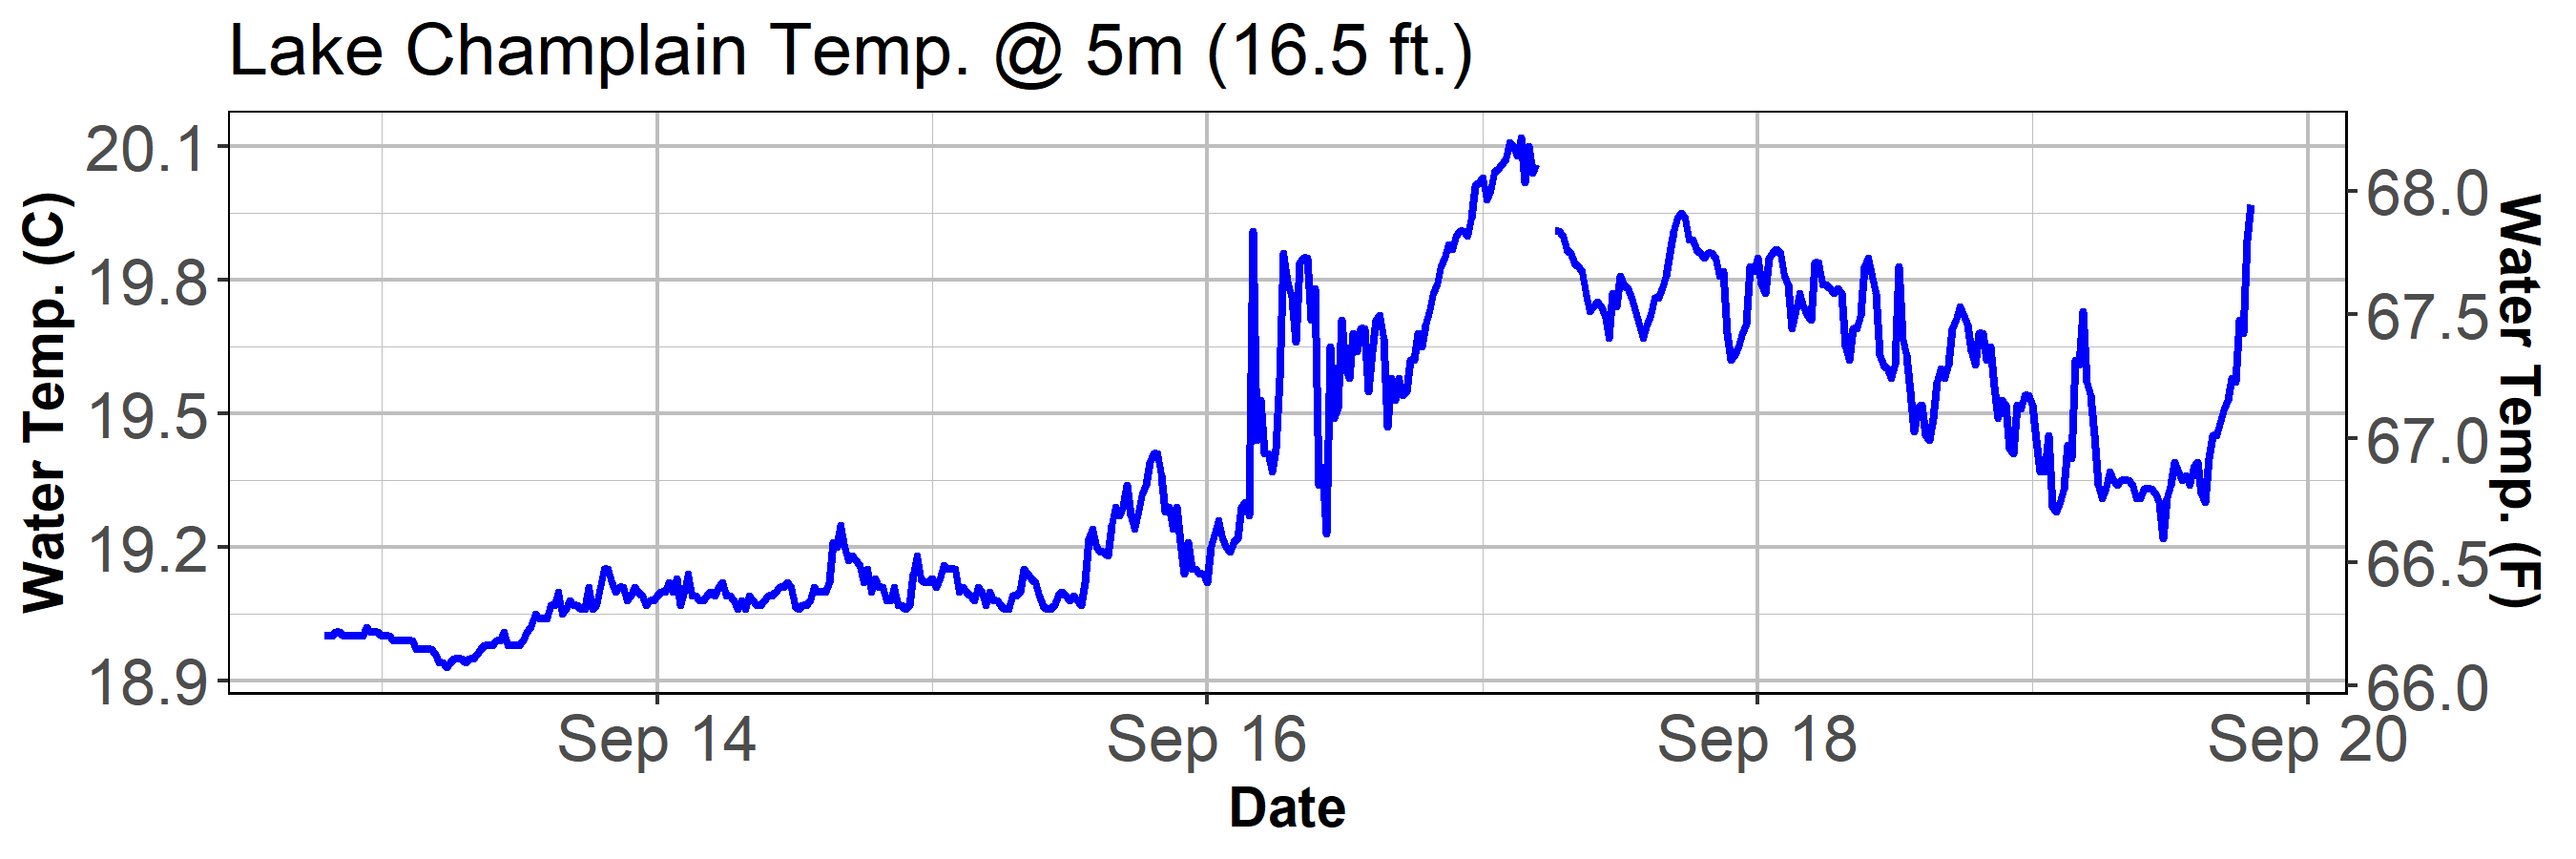 Lake Champlain Temp. @ 5m (16.5 ft.)
Water Temp. (C)
20.1
19.8
19.5
19.2
18.9
68.0
67.5
67.0
66.5
66.0
Water Temp. (F)
Sep 14
Sep 16
Sep 18
Sep 20
Date